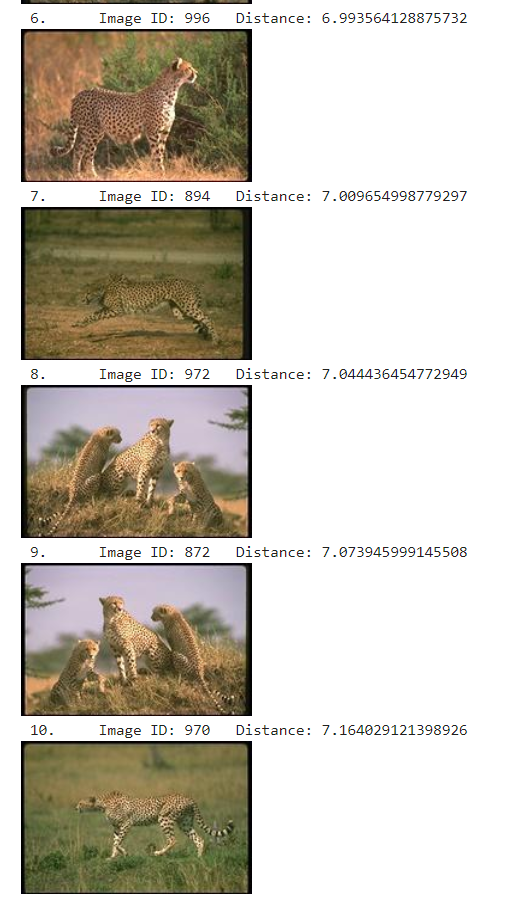 6. Image ID: 996 Distance: 6.993564128875732
7. Image ID: 894 Distance: 7.009654998779297
8. Image ID: 972 Distance: 7.044436454772949
9. Image ID: 872 Distance: 7.073945999145508
10. Image ID: 970 Distance: 7.164029121398926